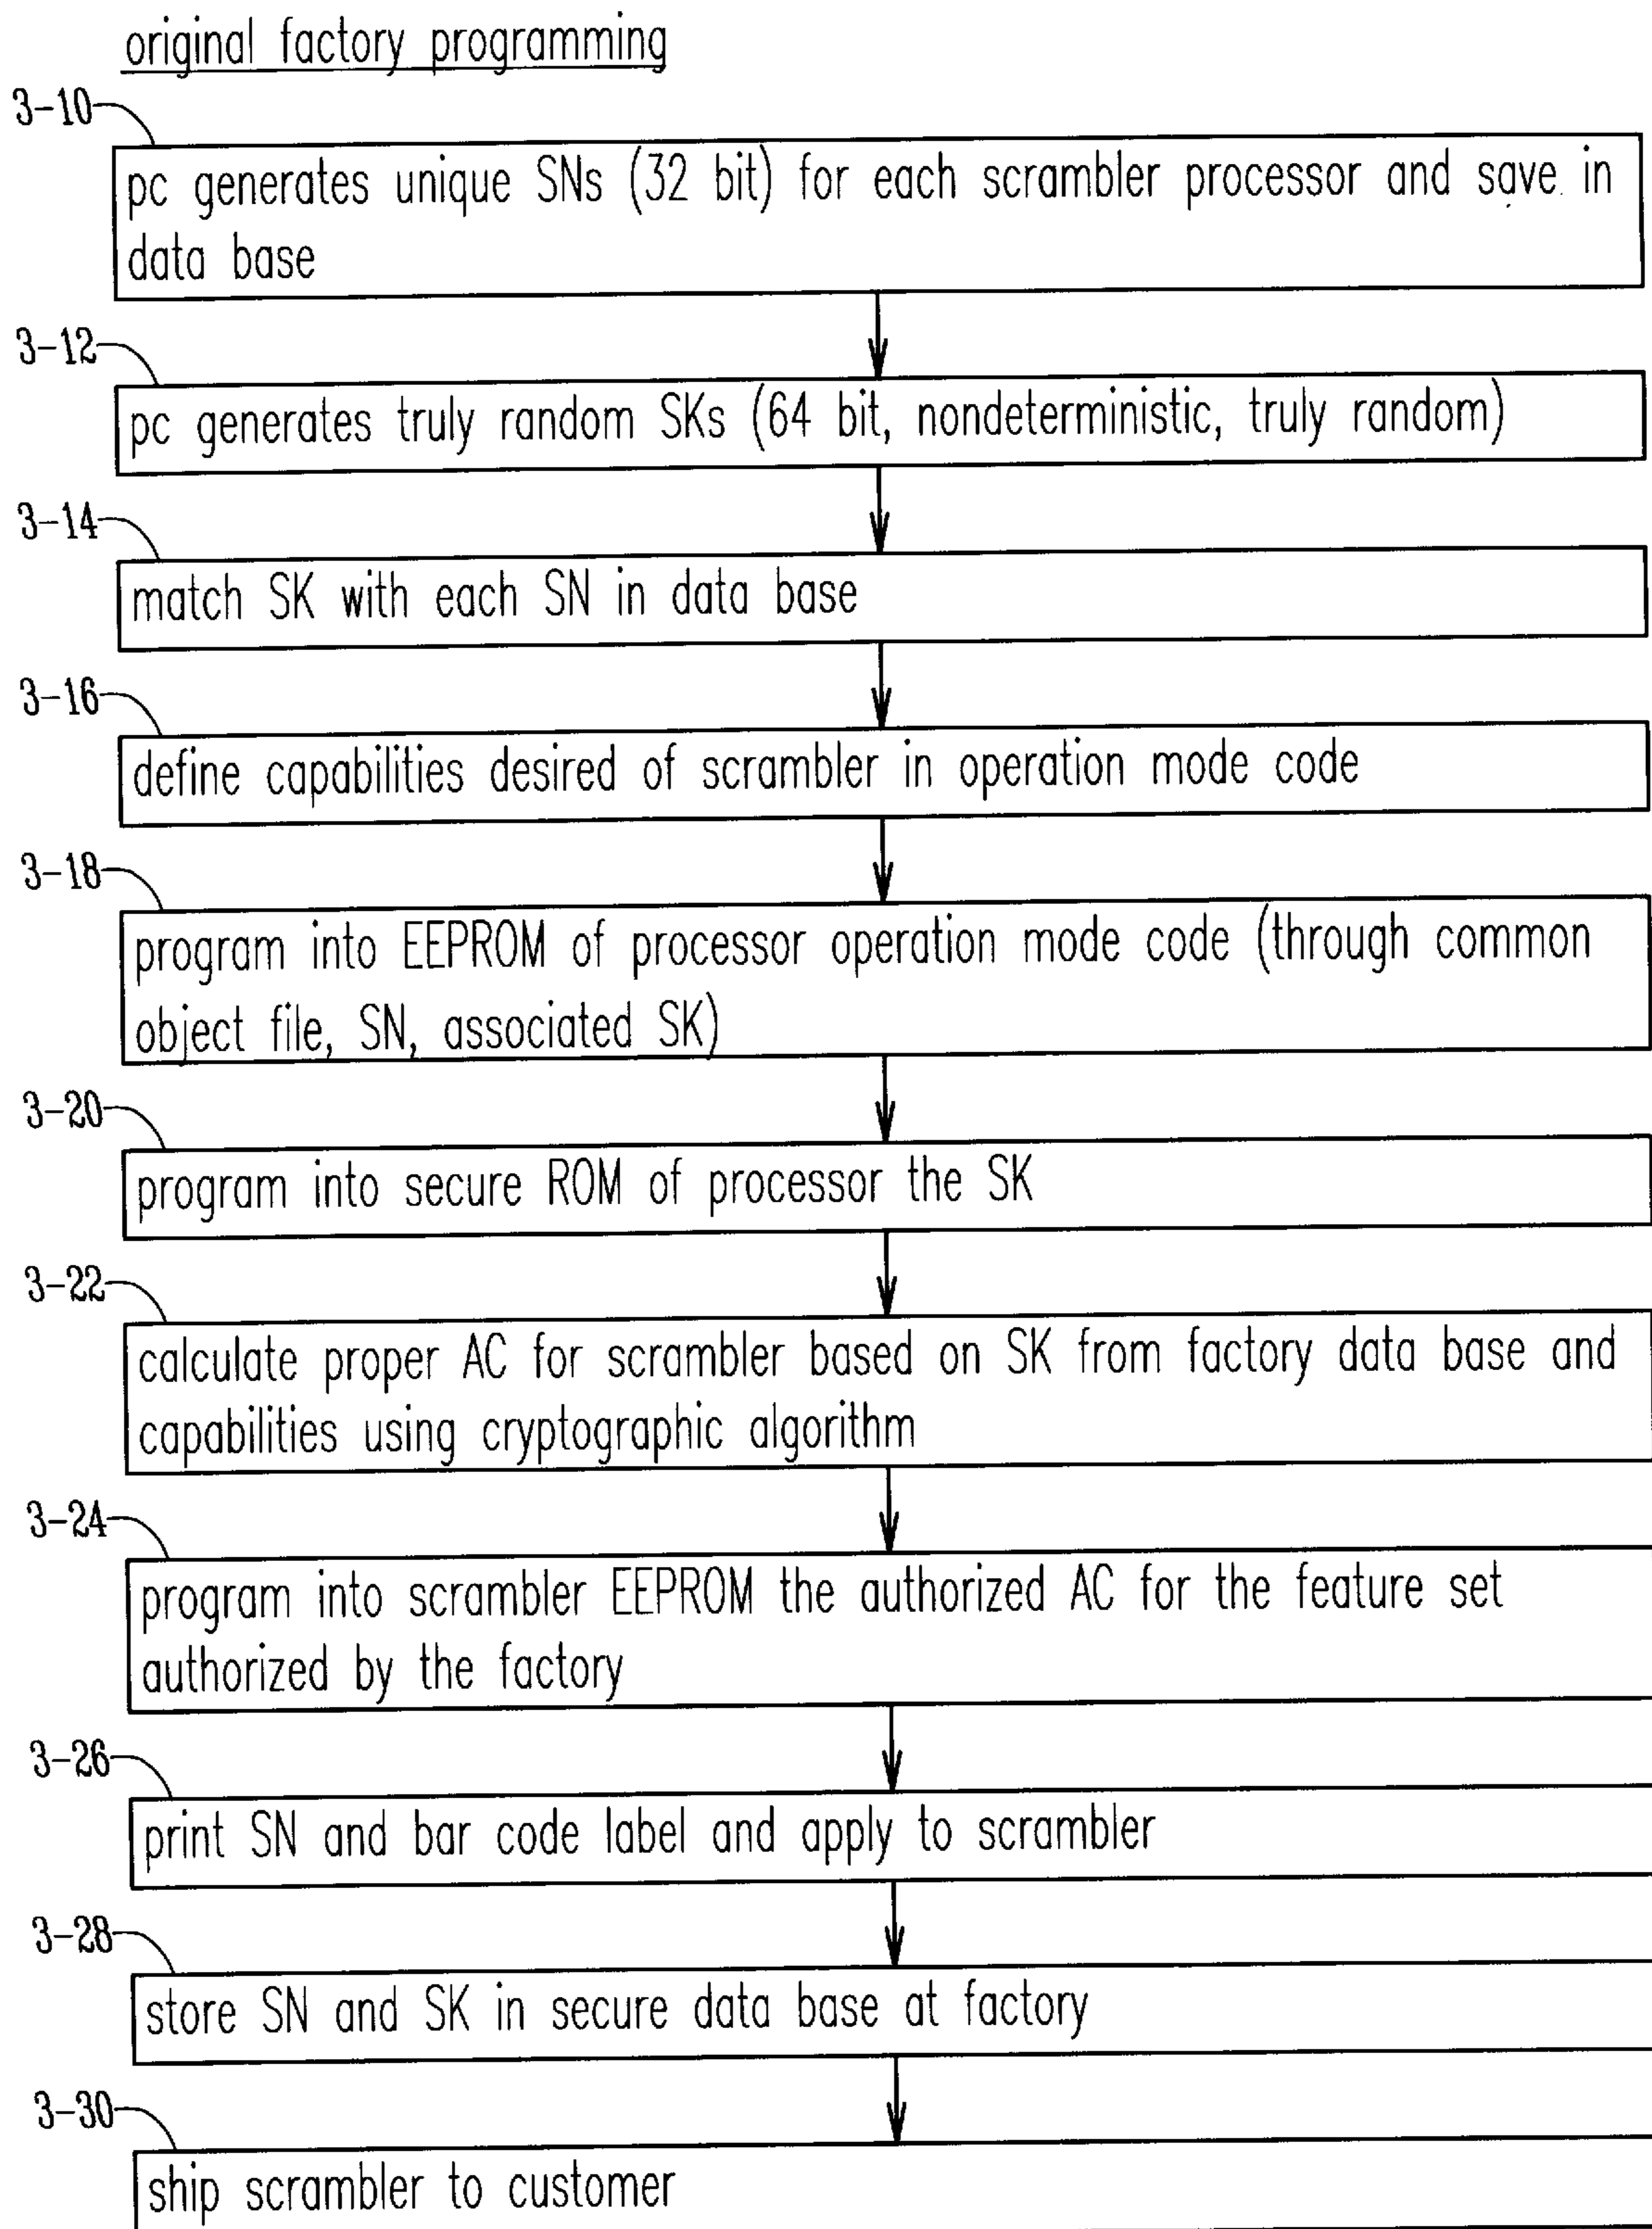 original factory programming
3-10
pc generates unique SNs (32 bit) for each scrambler processor and save in
data base
3-12
pc generates truly random SKs (64 bit, nondeterministic, truly random)
3-14
match SK with each SN in data base
3-16
define capabilities desired of scrambler in operation mode code
3-18
program into EEPROM of processor operation mode code (through common
object file, SN, associated SK)
3-20
program into secure ROM of processor the SK
3-22
calculate proper AC for scrambler based on SK from factory data base and
capabilities using cryptographic algorithm
3-24
program into scrambler EEPROM the authorized AC for the feature set
authorized by the factory
3-26
print SN and bar code label and apply to scrambler
3-28
store SN and SK in secure data base at factory
3-30
ship scrambler to customer